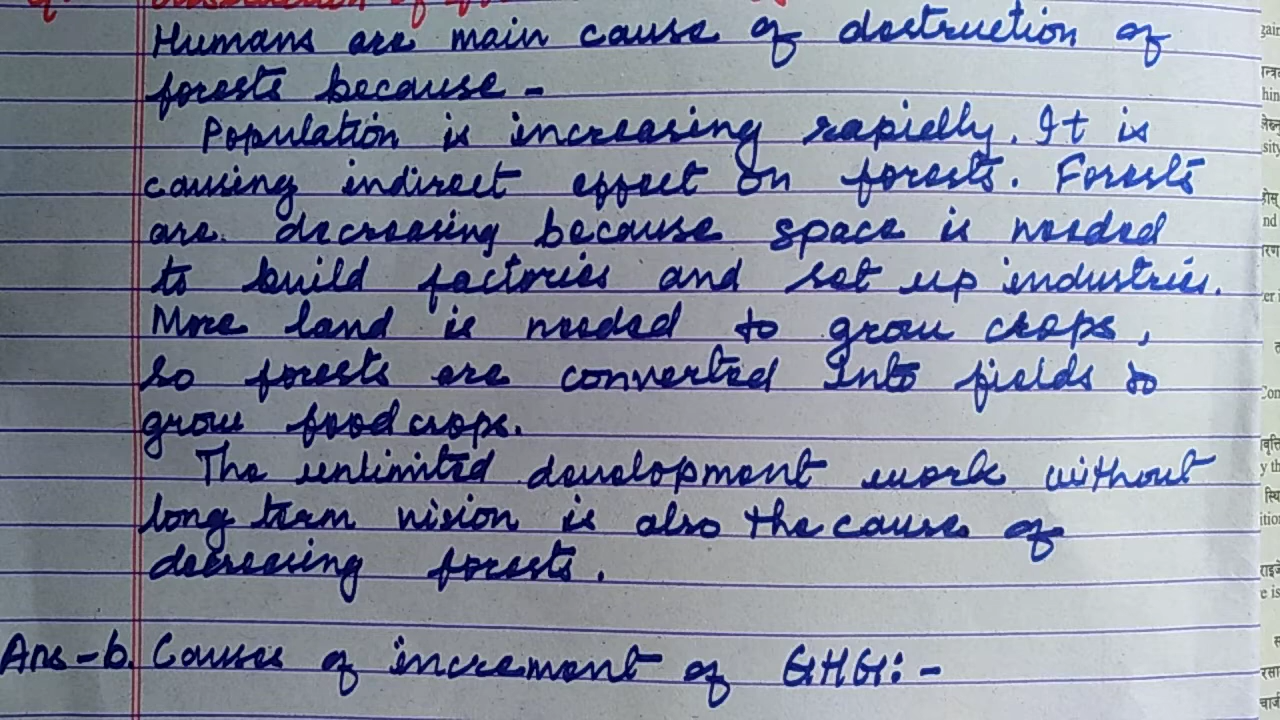 Humans are main cause of destruction of
forests because -
Population is increasing rapidly. It is
causing indirect effect on forests. Forests
are decreasing because space is needed
to build factories and set up industries.
More land is needed to grow crops,
so forests are converted into fields to
grow food crops.
The unlimited development work without
long term vision is also the cause of
decreasing forests.
Ans-6. Causes of increment of GHG:-